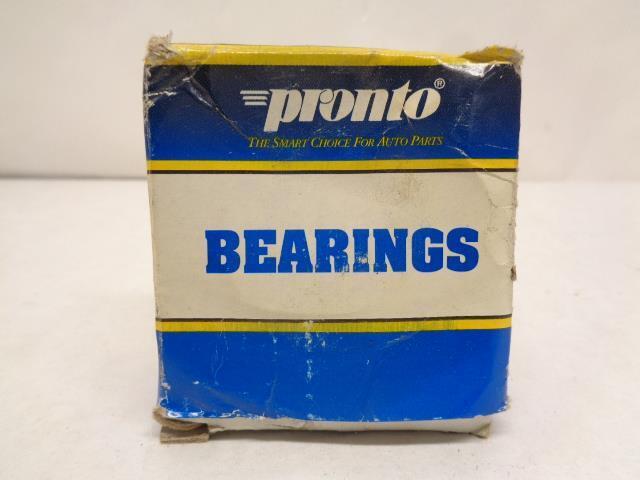 pronto®
THE SMART CHOICE FOR AUTO PARTS
BEARINGS